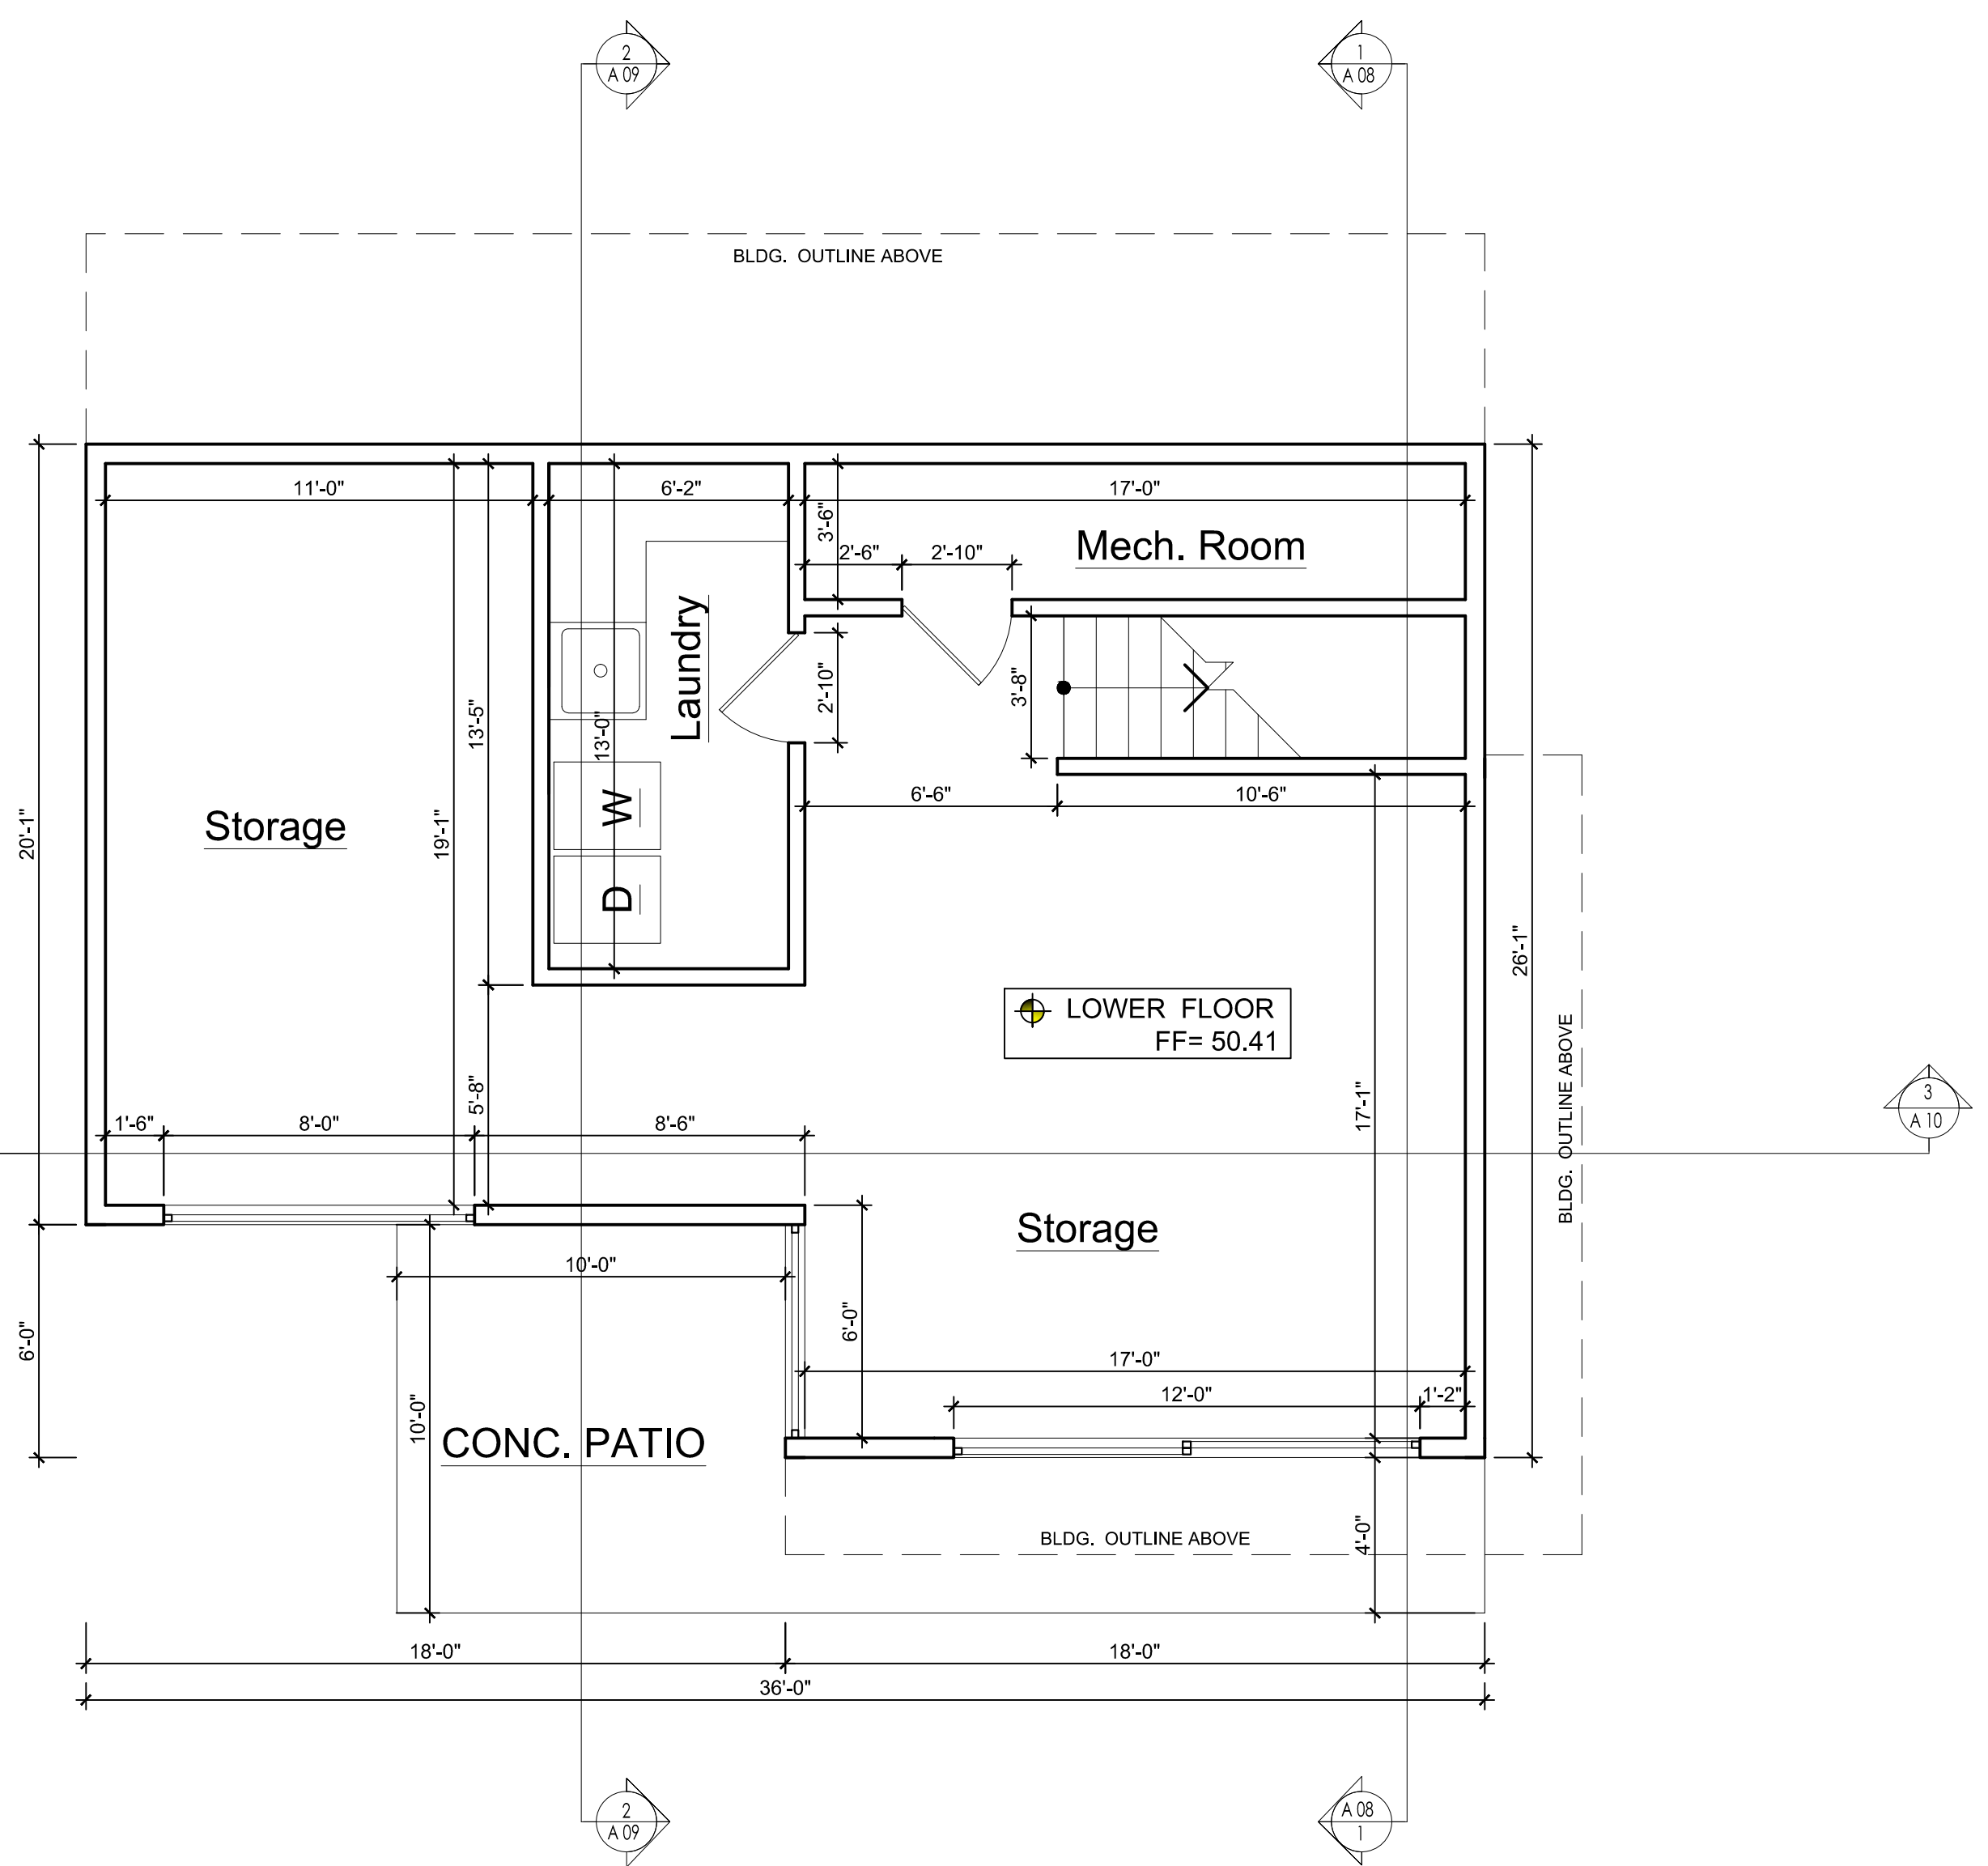 2
A 09
1
A 08
BLDG. OUTLINE ABOVE
11'-0"
6'-2"
17'-0"
3'-6"
2'-6"
2'-10"
Mech. Room
Laundry
2'-10"
3'-8"
13'-5"
13'-0"
W
D
6'-6"
10'-6"
Storage
19'-1"
20'-1"
26'-1"
LOWER FLOOR
FF= 50.41
BLDG. OUTLINE ABOVE
3
A 10
1'-6"
8'-0"
5'-8"
8'-6"
17'-1"
Storage
10'-0"
6'-0"
6'-0"
17'-0"
12'-0"
1'-2"
10'-0"
CONC. PATIO
BLDG. OUTLINE ABOVE
4'-0"
18'-0"
18'-0"
36'-0"
2
A 09
A 08
1